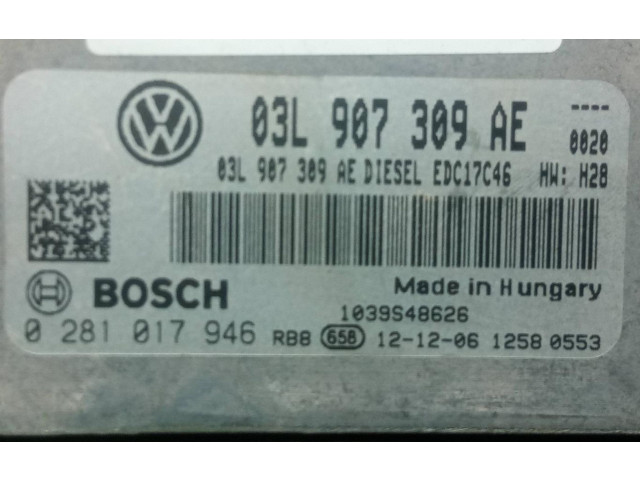 03L 907 309 AE ----
0020
03L 907 309 AE DIESEL EDC17C46 HW: H28
BOSCH
Made in Hungary
1039S48626
0 281 017 946 RB8 658 12-12-06 1258 0553